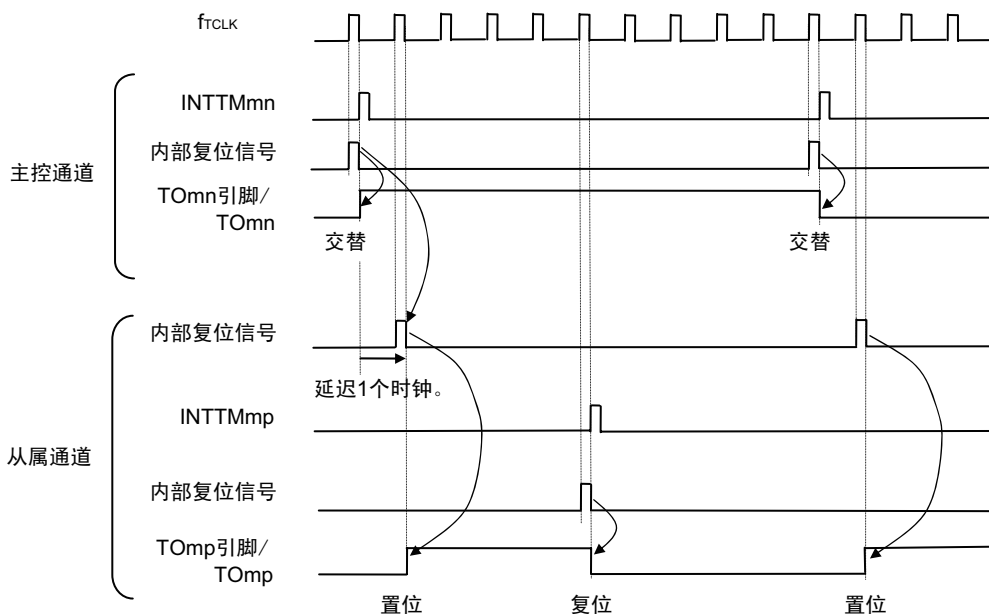 fTCLK
INTTMmn
内部复位信号
主控通道
TOmn引脚/
TOmn
交替
交替
内部复位信号
延迟1个时钟。
INTTMmp
从属通道
内部复位信号
TOmp引脚/
TOmp
置位
复位
置位